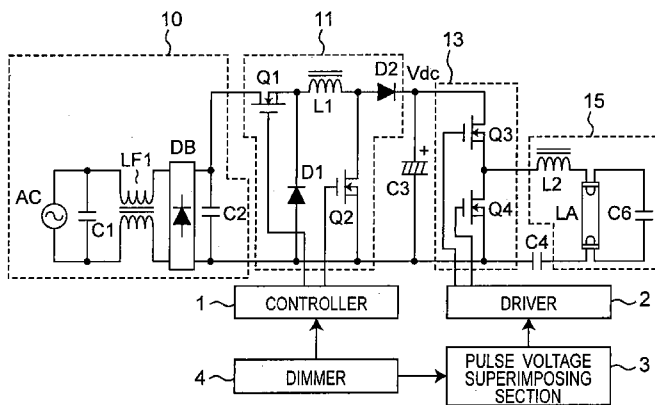 10
11
13
15
Q1
L1
D2
Vdc
Q3
L2
LF1
DB
AC
C1
C2
D1
Q2
C3
+
Q4
LA
C6
C4
1
CONTROLLER
DRIVER
2
4
DIMMER
PULSE VOLTAGE
SUPERIMPOSING
SECTION
3